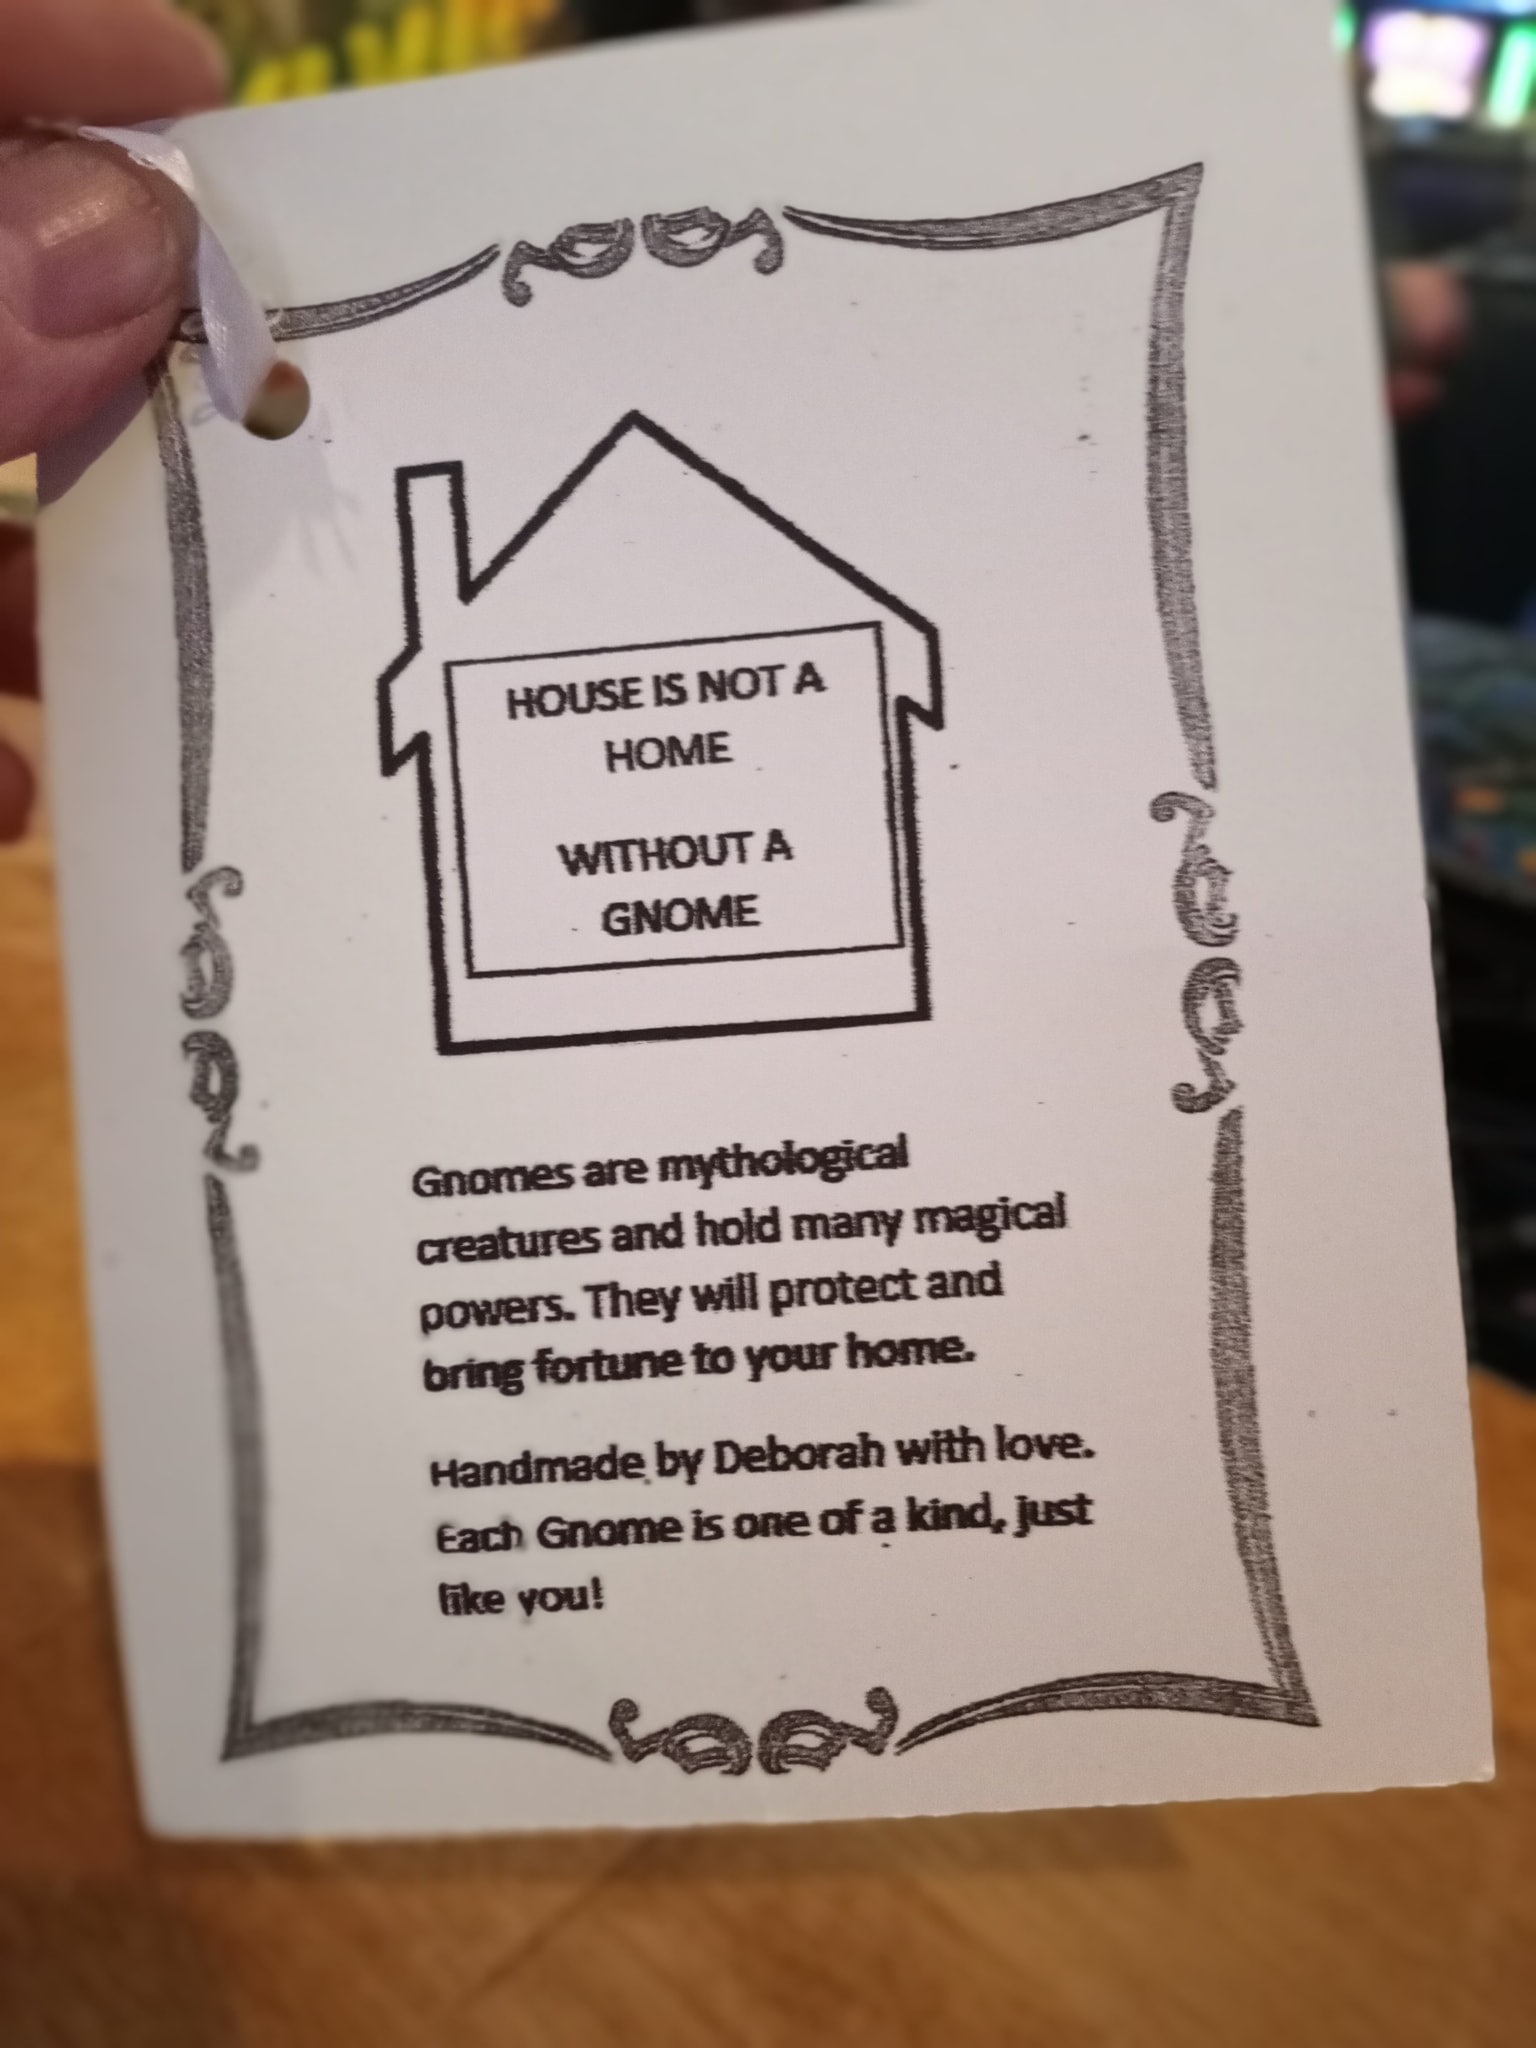 HOUSE IS NOT A
HOME
WITHOUT A
GNOME
Gnomes are mythological
creatures and hold many magical
powers. They will protect and
bring fortune to your home.
Handmade by Deborah with love.
Each Gnome is one of a kind, just
like you!